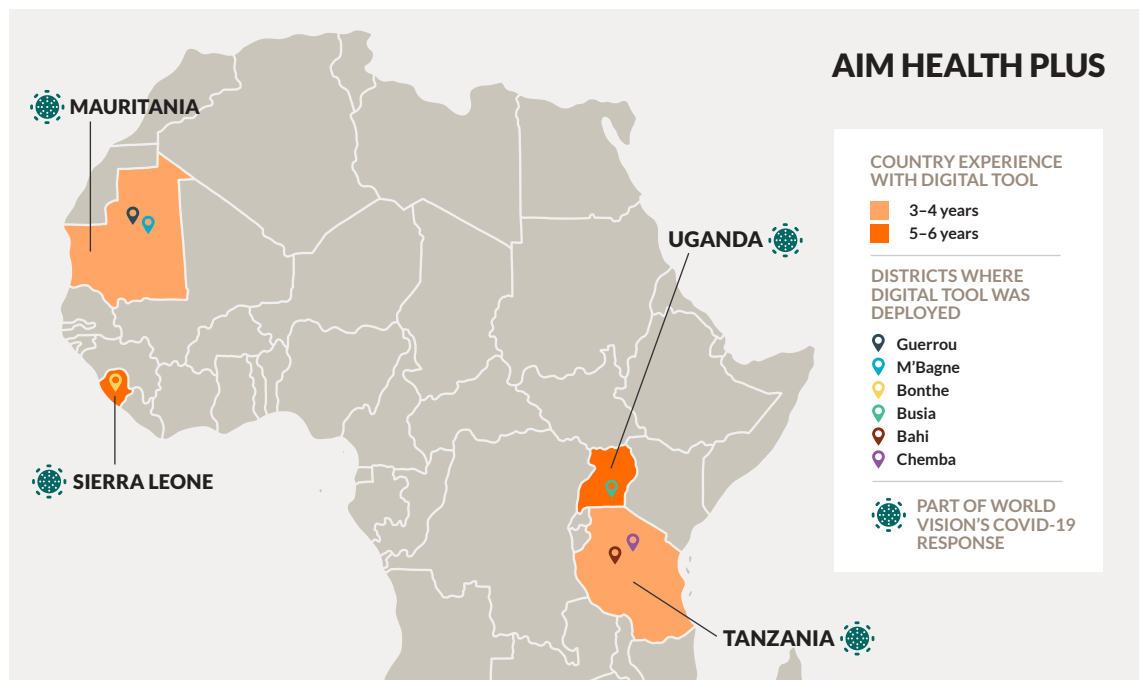 AIM HEALTH PLUS
MAURITANIA
UGANDA
SIERRA LEONE
TANZANIA
COUNTRY EXPERIENCE
WITH DIGITAL TOOL
3–4 years
5–6 years
DISTRICTS WHERE
DIGITAL TOOL WAS
DEPLOYED
Guerrou
M’Bagne
Bonthe
Busia
Bahi
Chemba
PART OF WORLD
VISION’S COVID-19
RESPONSE